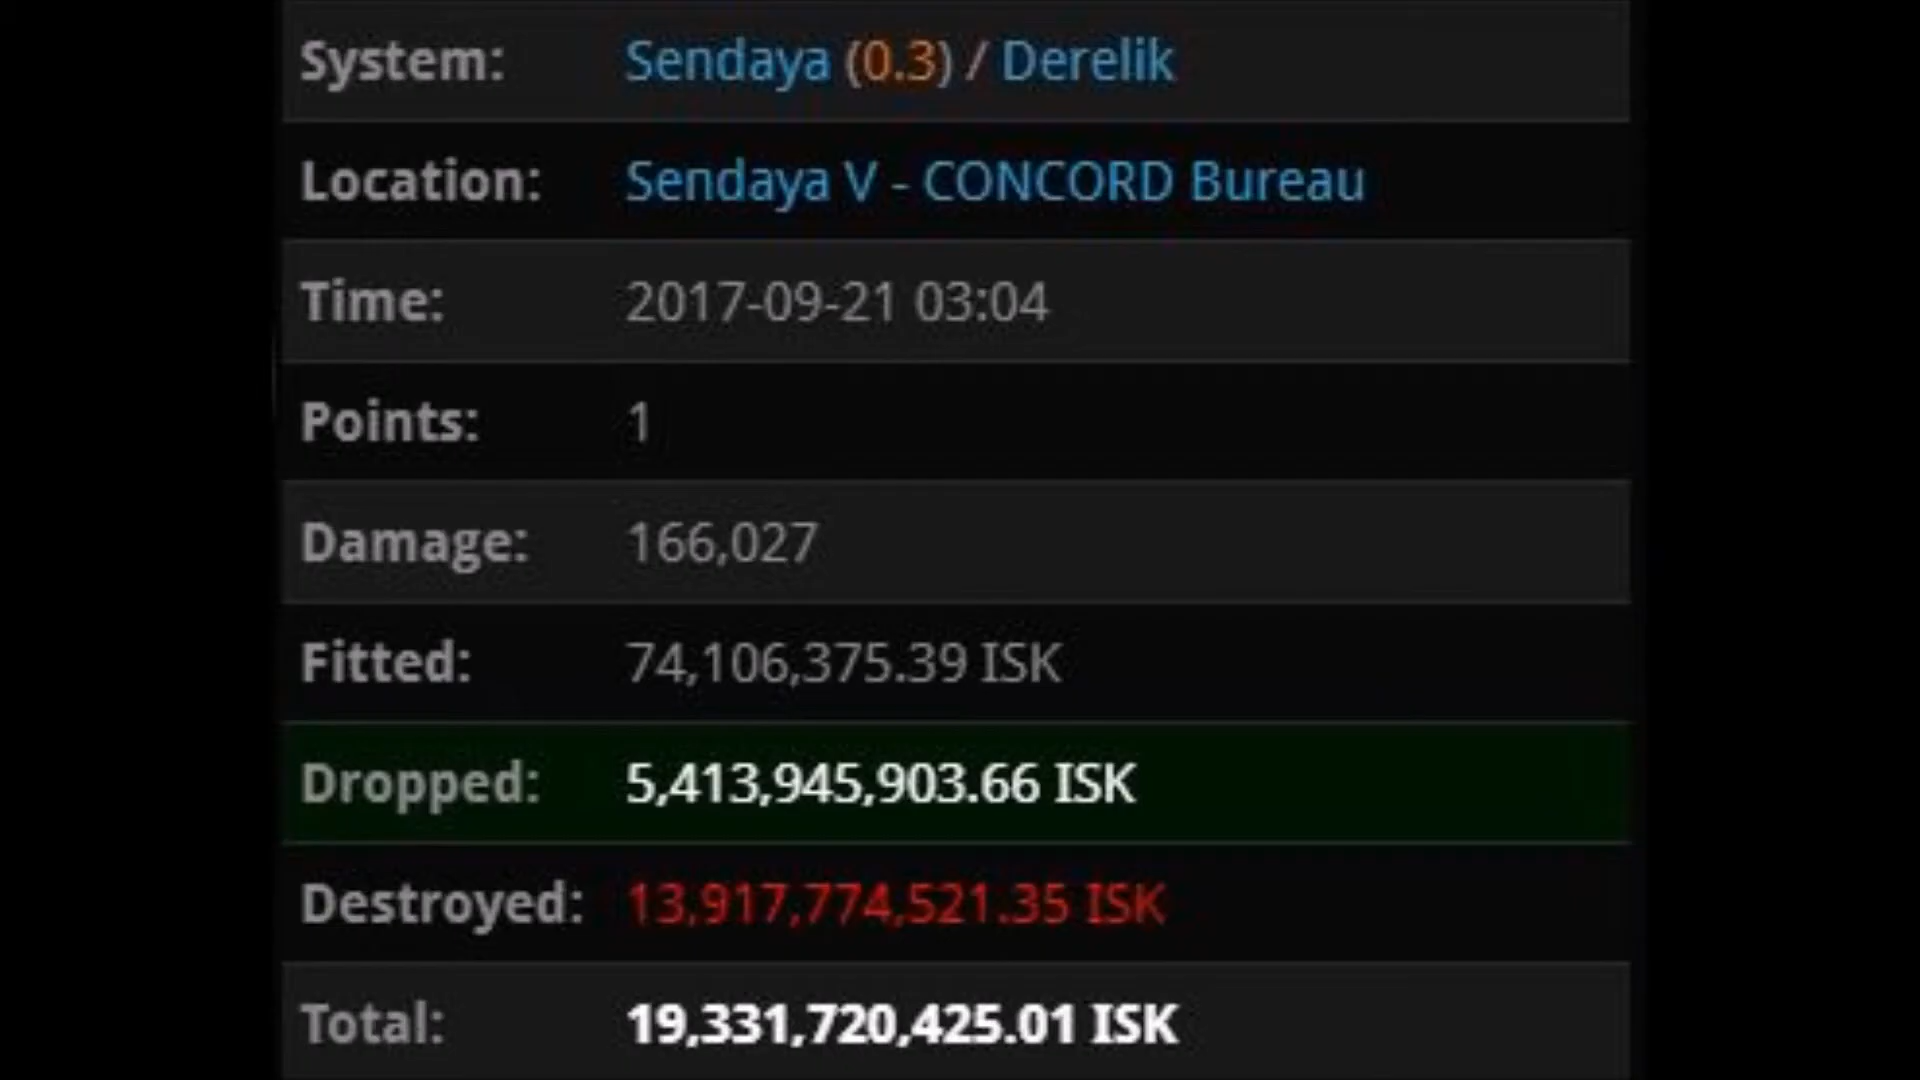 System: Sendaya (0.3) / Derelik
Location: Sendaya V - CONCORD Bureau
Time: 2017-09-21 03:04
Points: 1
Damage: 166,027
Fitted: 74,106,375.39 ISK
Dropped: 5,413,945,903.66 ISK
Destroyed: 13,917,774,521.35 ISK
Total: 19,331,720,425.01 ISK